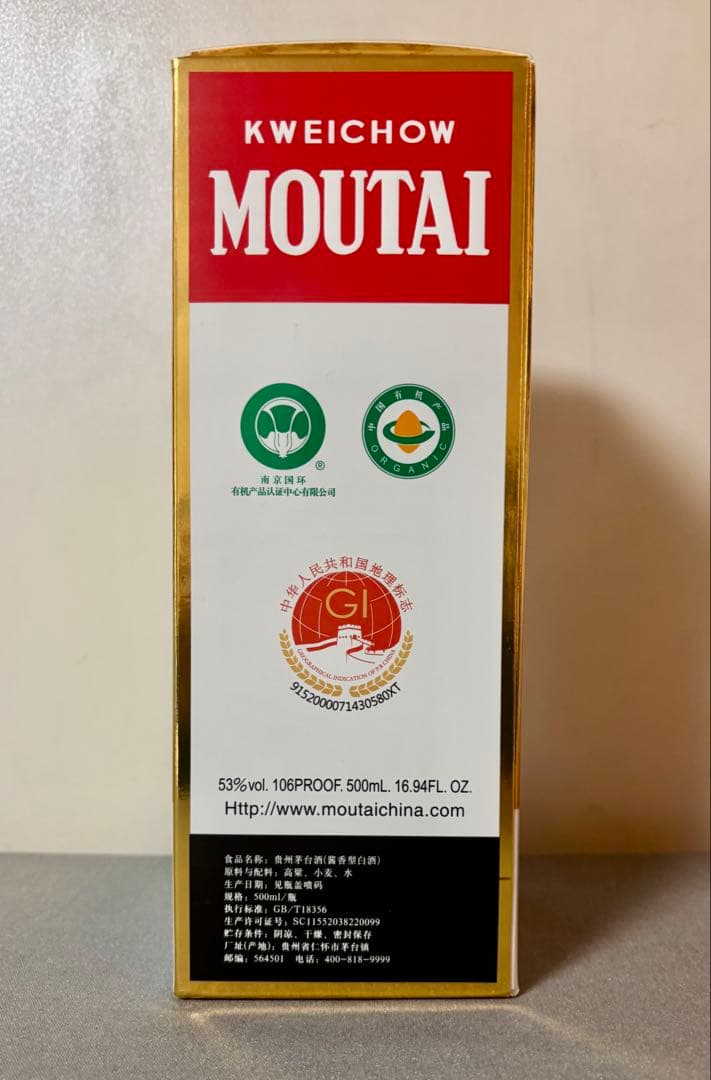 KWEICHOW
MOUTAI
中国有机产品
ORGANIC
®
南京国环
有机产品认证中心有限公司
中华人民共和国地理标志
GI
GEOGRAPHICAL INDICATION OF P.R.CHINA
9152000071430580XT
53%vol. 106PROOF. 500mL. 16.94FL. OZ.
Http://www.moutaichina.com
食品名称：贵州茅台酒(酱香型白酒)
原料与配料：高粱、小麦、水
生产日期：见瓶盖喷码
规格：500ml/瓶
执行标准：GB/T18356
生产许可证号：SC11552038220099
贮存条件：阴凉、干燥、密封保存
厂址(产地)：贵州省仁怀市茅台镇
邮编：564501 电话：400-818-9999